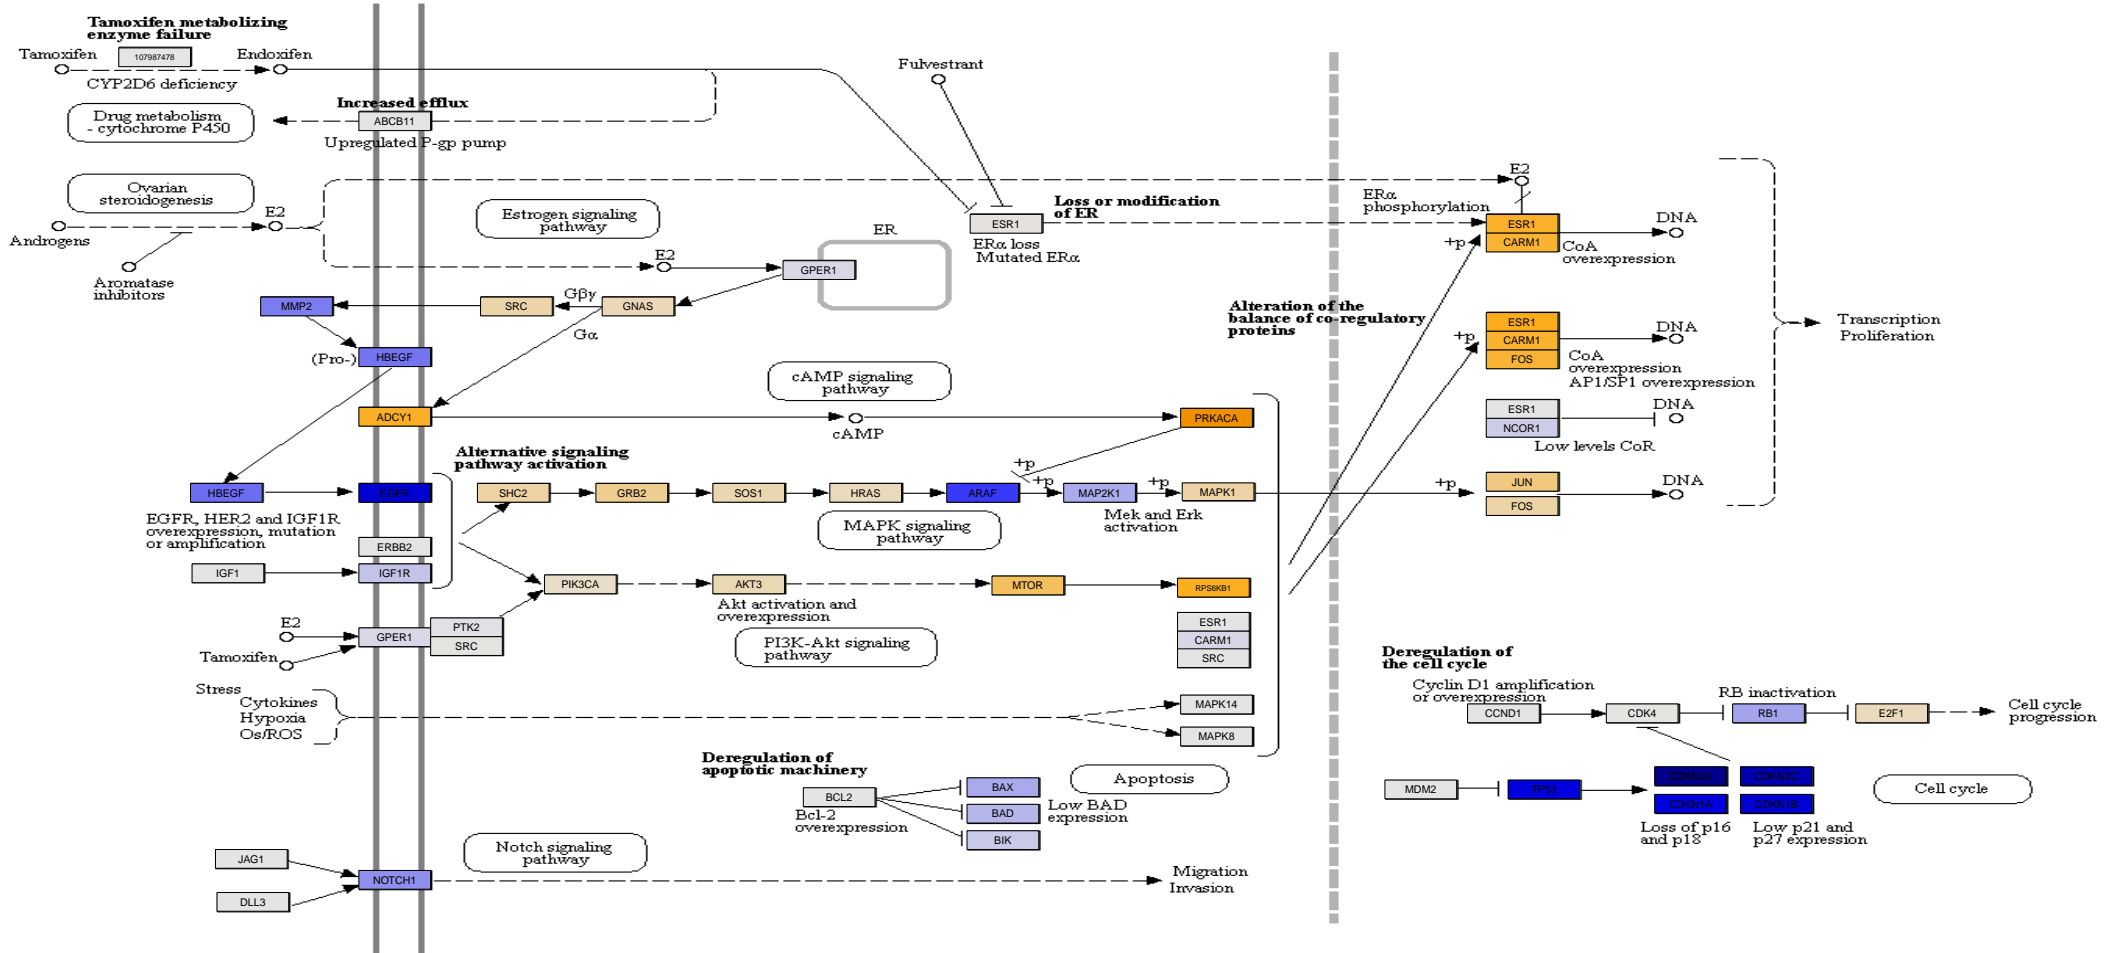 Tamoxifen metabolizing
enzyme failure
Tamoxifen
107987478
Endoxifen
CYP2D6 deficiency
Fulvestrant
Increased efflux
Drug metabolism
- cytochrome P450
ABCB11
Upregulated P-gp pump
Ovarian
steroidogenesis
E2
Androgens
Aromatase
inhibitors
Estrogen signaling
pathway
E2
GPER1
ER
ESR1
ERα loss
Mutated ERα
Loss or modification
of ER
E2
ERα
phosphorylation
+p
ESR1
CARM1
CoA
overexpression
DNA
MMP2
SRC
Gβγ
GNAS
Gα
(Pro-)
HBEGF
Alteration of the
balance of co-regulatory
proteins
+p
ESR1
CARM1
FOS
CoA
overexpression
AP1/SP1 overexpression
DNA
Transcription
Proliferation
cAMP signaling
pathway
ADCY1
cAMP
PRKACA
ESR1
NCOR1
DNA
Low levels CoR
Alternative signaling
pathway activation
HBEGF
EGFR
SHC2
GRB2
SOS1
HRAS
+p
ARAF
+p
MAP2K1
+p
MAPK1
+p
JUN
FOS
DNA
EGFR, HER2 and IGF1R
overexpression, mutation
or amplification
MAPK signaling
pathway
Mek and Erk
activation
ERBB2
IGF1
IGF1R
PIK3CA
AKT3
MTOR
RPS6KB1
Akt activation and
overexpression
E2
Tamoxifen
GPER1
PTK2
SRC
PI3K-Akt signaling
pathway
ESR1
CARM1
SRC
Stress
Cytokines
Hypoxia
Os/ROS
MAPK14
MAPK8
Deregulation of
the cell cycle
Cyclin D1 amplification
or overexpression
RB inactivation
CCND1
CDK4
RB1
E2F1
Cell cycle
progression
Deregulation of
apoptotic machinery
Apoptosis
BCL2
Bcl-2
overexpression
BAX
BAD
BIK
Low BAD
expression
MDM2
TP53
CDKN2A
CDKN2C
CDKN1A
CDKN1B
Loss of p16
and p18
Low p21 and
p27 expression
Cell cycle
Notch signaling
pathway
JAG1
DLL3
NOTCH1
Migration
Invasion